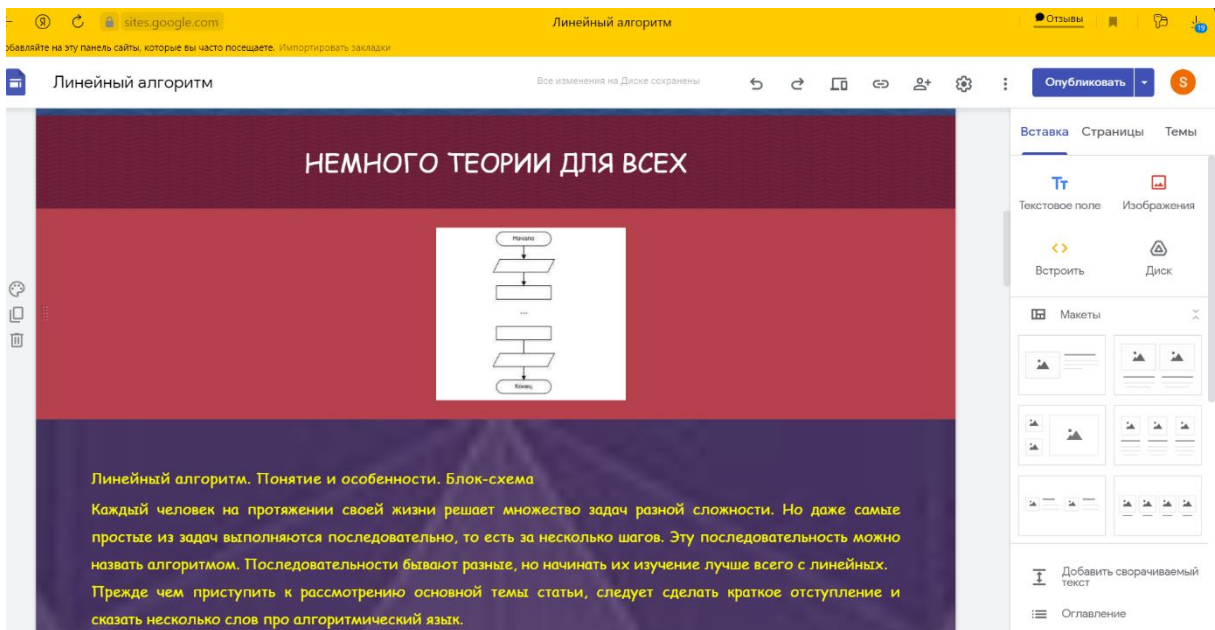 Я sites.google.com Линейный алгоритм Отзывы 19
обавляйте на эту панель сайты, которые вы часто посещаете. Импортировать закладки
Линейный алгоритм Все изменения на Диске сохранены Опубликовать S
Вставка Страницы Темы
НЕМНОГО ТЕОРИИ ДЛЯ ВСЕХ
Tт
Текстовое поле Изображения
Встроить Диск
Макеты
Начало
...
Конец
Линейный алгоритм. Понятие и особенности. Блок-схема
Каждый человек на протяжении своей жизни решает множество задач разной сложности. Но даже самые
простые из задач выполняются последовательно, то есть за несколько шагов. Эту последовательность можно
назвать алгоритмом. Последовательности бывают разные, но начинать их изучение лучше всего с линейных.
Прежде чем приступить к рассмотрению основной темы статьи, следует сделать краткое отступление и
сказать несколько слов про алгоритмический язык.
Добавить сворачиваемый
текст
Оглавление